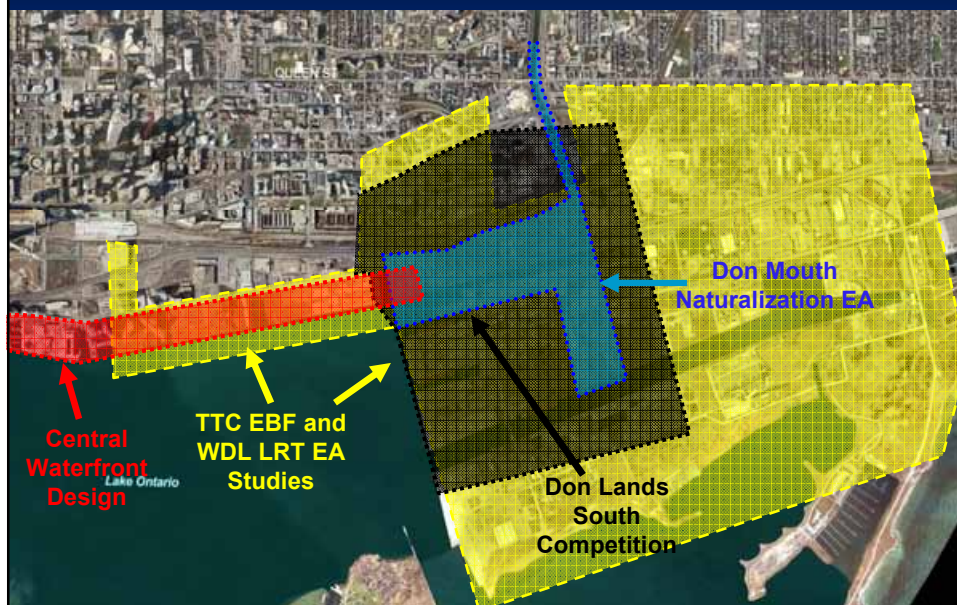 QUEEN ST
Don Mouth
Naturalization EA
TTC EBF and
WDL LRT EA
Studies
Central
Waterfront
Design
Lake Ontario
Don Lands
South
Competition